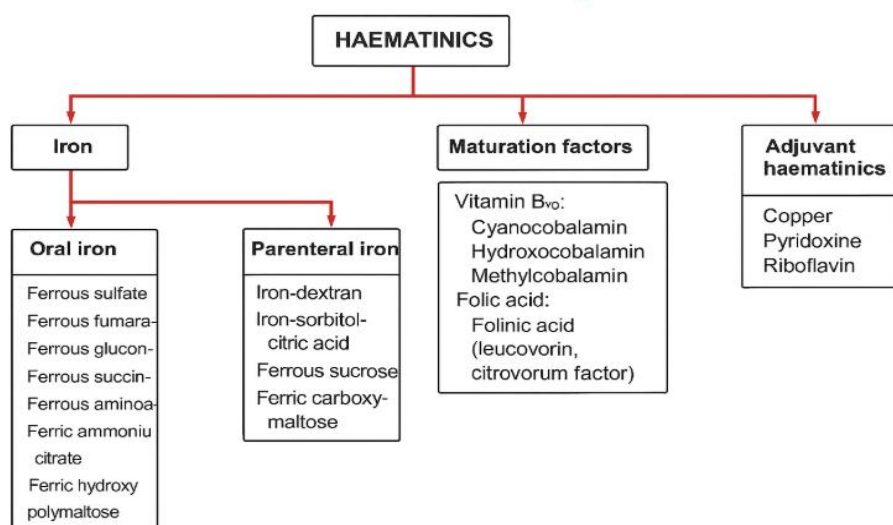 HAEMATINICS
Iron
Maturation factors
Adjuvant
haematinics
Oral iron
Ferrous sulfate
Ferrous fumara-
Ferrous glucon-
Ferrous succin-
Ferrous aminoa-
Ferric ammoniu
citrate
Ferric hydroxy
polymaltose
Parenteral iron
Iron-dextran
Iron-sorbitol-
citric acid
Ferrous sucrose
Ferric carboxy-
maltose
Vitamin Bᵥₒ:
Cyanocobalamin
Hydroxocobalamin
Methylcobalamin
Folic acid:
Folinic acid
(leucovorin,
citrovorum factor)
Copper
Pyridoxine
Riboflavin